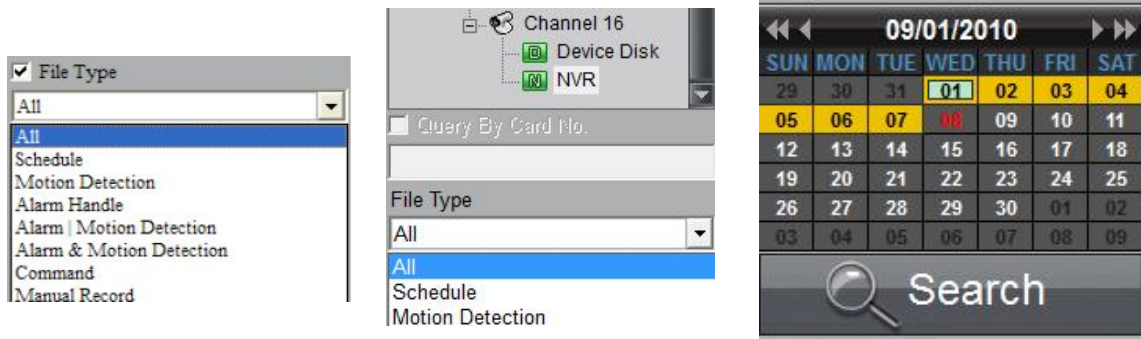 File Type
All
All
Schedule
Motion Detection
Alarm Handle
Alarm | Motion Detection
Alarm & Motion Detection
Command
Manual Record
Channel 16
D Device Disk
N NVR
Query By Card No.
File Type
All
All
Schedule
Motion Detection
09/01/2010
SUN MON TUE WED THU FRI SAT
29 30 31 01 02 03 04
05 06 07 08 09 10 11
12 13 14 15 16 17 18
19 20 21 22 23 24 25
26 27 28 29 30 01 02
03 04 05 06 07 08 09
Search